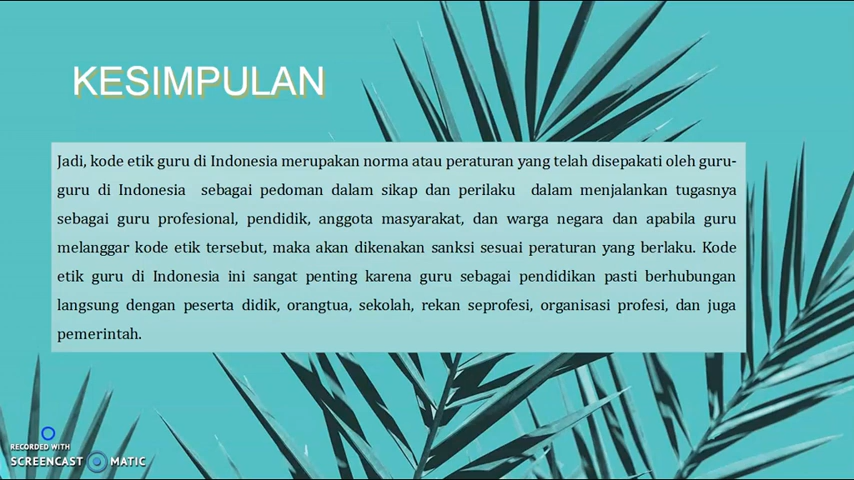 KESIMPULAN
Jadi, kode etik guru di Indonesia merupakan norma atau peraturan yang telah disepakati oleh guru-
guru di Indonesia sebagai pedoman dalam sikap dan perilaku dalam menjalankan tugasnya
sebagai guru profesional, pendidik, anggota masyarakat, dan warga negara dan apabila guru
melanggar kode etik tersebut, maka akan dikenakan sanksi sesuai peraturan yang berlaku. Kode
etik guru di Indonesia ini sangat penting karena guru sebagai pendidikan pasti berhubungan
langsung dengan peserta didik, orangtua, sekolah, rekan seprofesi, organisasi profesi, dan juga
pemerintah.
RECORDED WITH
SCREENCAST MATIC